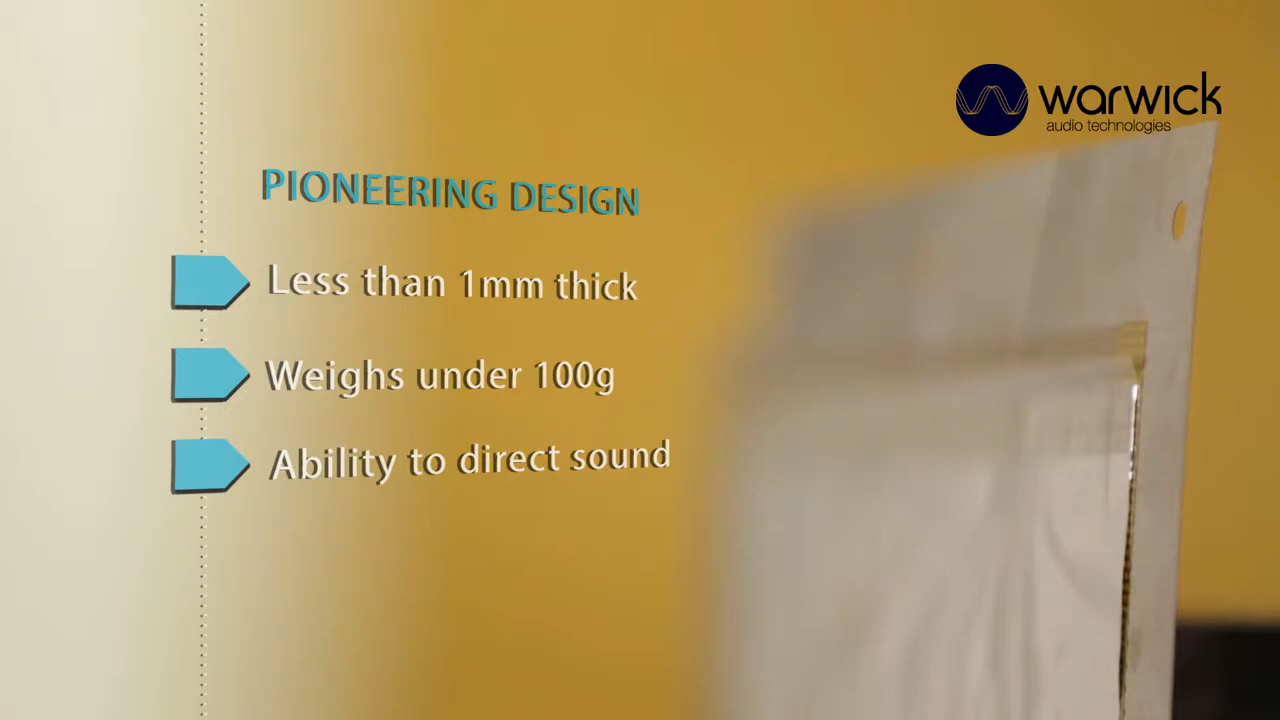 warwick
audio technologies
PIONEERING DESIGN
Less than 1mm thick
Weighs under 100g
Ability to direct sound